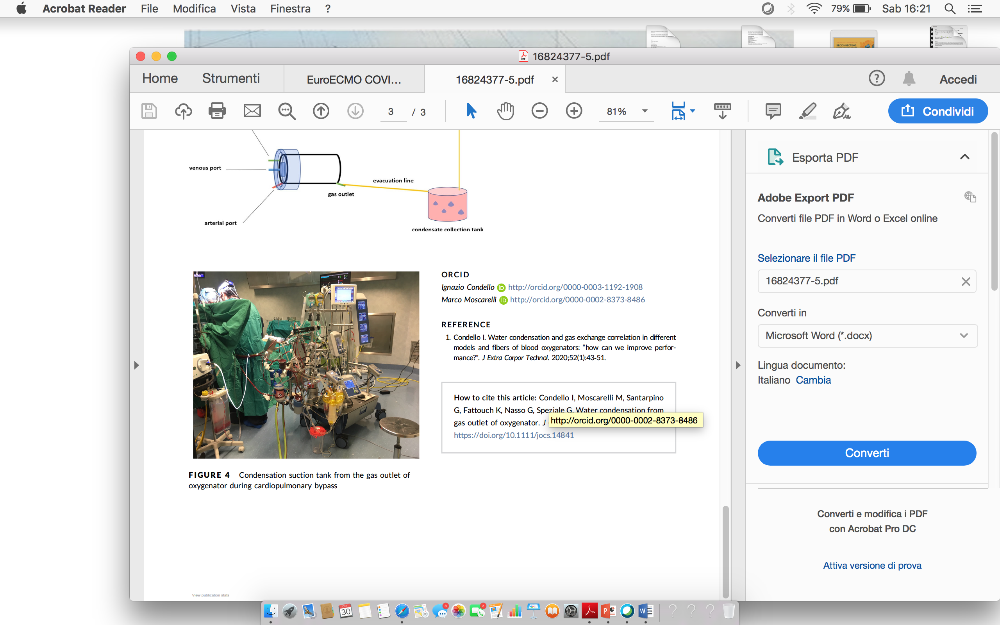 Acrobat Reader File Modifica Vista Finestra ? 79% Sab 16:21
RECONNECTING
16824377-5.pdf
Home Strumenti EuroECMO COVI... 16824377-5.pdf × ? Accedi
3 / 3 81% Condividi
venous port
evacuation line
gas outlet
arterial port
condensate collection tank
ORCID
Ignazio Condello iD http://orcid.org/0000-0003-1192-1908
Marco Moscarelli iD http://orcid.org/0000-0002-8373-8486
REFERENCE
1. Condello I. Water condensation and gas exchange correlation in different
models and fibers of blood oxygenators: “how can we improve perfor-
mance?”. J Extra Corpor Technol. 2020;52(1):43-51.
How to cite this article: Condello I, Moscarelli M, Santarpino
G, Fattouch K, Nasso G, Speziale G. Water condensation from
gas outlet of oxygenator. J
http://orcid.org/0000-0002-8373-8486
https://doi.org/10.1111/jocs.14841
FIGURE 4 Condensation suction tank from the gas outlet of
oxygenator during cardiopulmonary bypass
View publication stats
Esporta PDF
Adobe Export PDF
Converti file PDF in Word o Excel online
Selezionare il file PDF
16824377-5.pdf
Converti in
Microsoft Word (*.docx)
Lingua documento:
Italiano Cambia
Converti
Converti e modifica i PDF
con Acrobat Pro DC
Attiva versione di prova
OTT
30
8
2
P
W
? ? ?